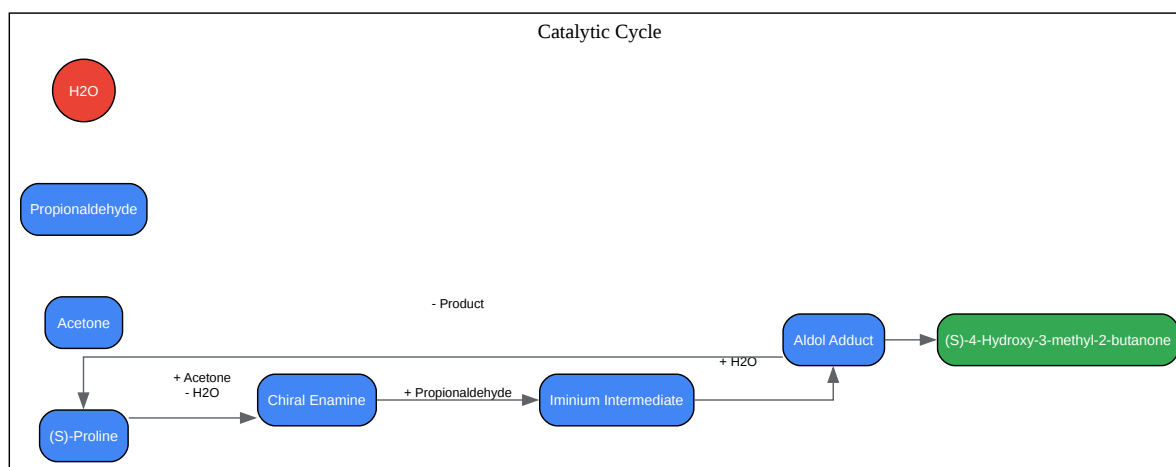 Catalytic Cycle
H2O
Propionaldehyde
Acetone
- Product
Aldol Adduct
(S)-4-Hydroxy-3-methyl-2-butanone
+ H2O
+ Acetone
- H2O
Chiral Enamine
+ Propionaldehyde
Iminium Intermediate
(S)-Proline